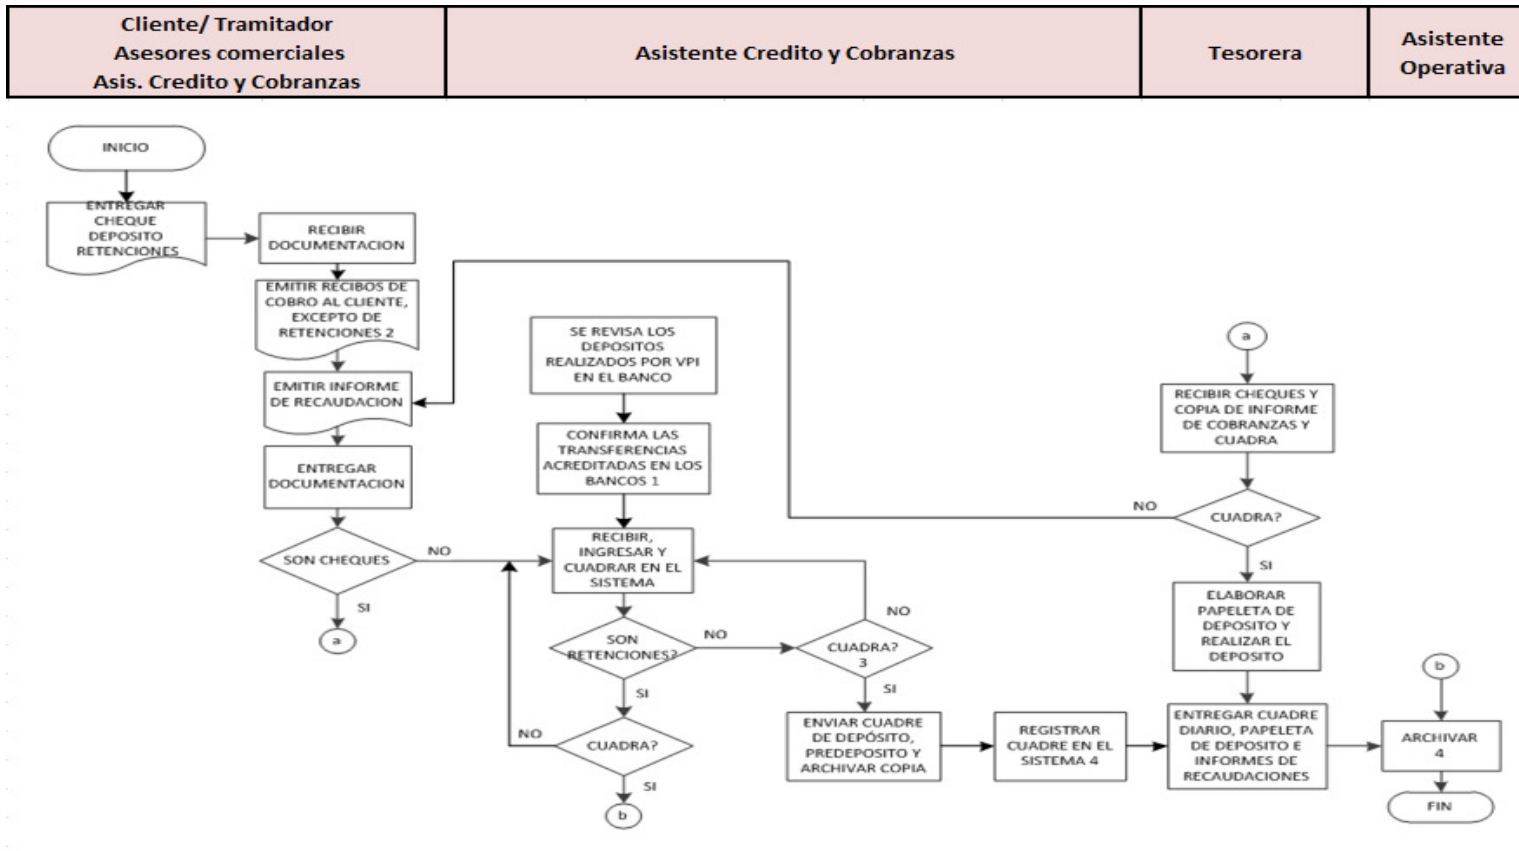 Cliente/ Tramitador
Asesores comerciales
Asis. Credito y Cobranzas
Asistente Credito y Cobranzas
Tesorera
Asistente
Operativa
INICIO
ENTREGAR
CHEQUE
DEPOSITO
RETENCIONES
RECIBIR
DOCUMENTACION
EMITIR RECIBOS DE
COBRO AL CLIENTE,
EXCEPTO DE
RETENCIONES 2
EMITIR INFORME
DE RECAUDACION
ENTREGAR
DOCUMENTACION
SON CHEQUES
NO
SI
a
SE REVISA LOS
DEPOSITOS
REALIZADOS POR VPI
EN EL BANCO
CONFIRMA LAS
TRANSFERENCIAS
ACREDITADAS EN LOS
BANCOS 1
RECIBIR,
INGRESAR Y
CUADRAR EN EL
SISTEMA
SON
RETENCIONES?
NO
SI
CUADRA?
NO
SI
b
CUADRA?
3
NO
SI
ENVIAR CUADRE
DE DEPÓSITO,
PREDEPOSITO Y
ARCHIVAR COPIA
REGISTRAR
CUADRE EN EL
SISTEMA 4
a
RECIBIR CHEQUES Y
COPIA DE INFORME
DE COBRANZAS Y
CUADRA
CUADRA?
NO
SI
ELABORAR
PAPELETA DE
DEPOSITO Y
REALIZAR EL
DEPOSITO
ENTREGAR CUADRE
DIARIO, PAPELETA
DE DEPOSITO E
INFORMES DE
RECAUDACIONES
b
ARCHIVAR
4
FIN